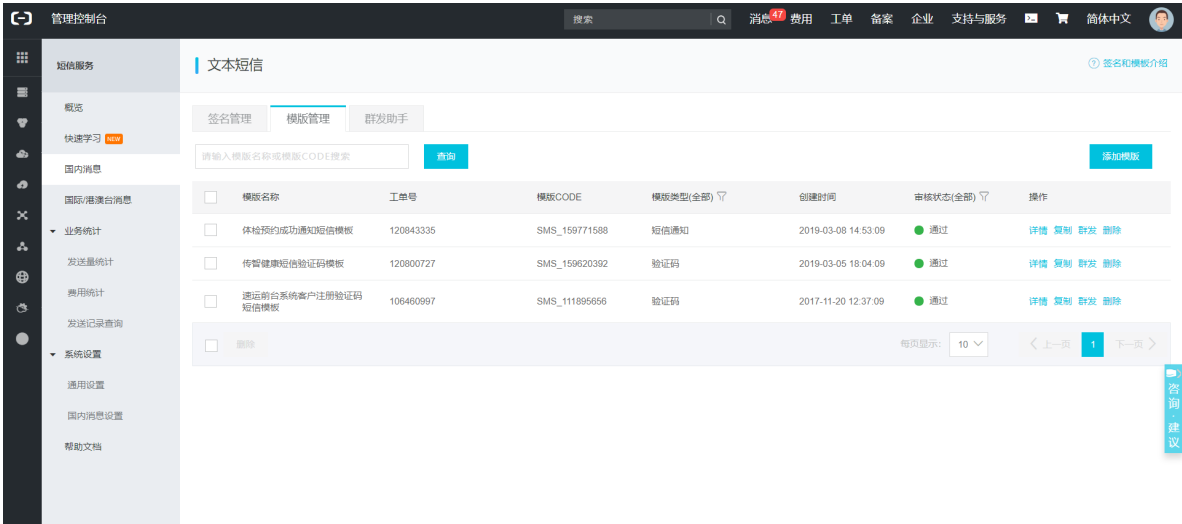 管理控制台 搜索 消息 47 费用 工单 备案 企业 支持与服务 简体中文
短信服务
概览
快速学习 NEW
国内消息
国际/港澳台消息
业务统计
发送量统计
费用统计
发送记录查询
系统设置
通用设置
国内消息设置
帮助文档
文本短信 ? 签名和模板介绍
签名管理 模版管理 群发助手
请输入模版名称或模版CODE搜索 查询 添加模版
模版名称 工单号 模版CODE 模版类型(全部) 创建时间 审核状态(全部) 操作
体检预约成功通知短信模板 120843335 SMS_159771588 短信通知 2019-03-08 14:53:09 通过 详情 复制 群发 删除
传智健康短信验证码模板 120800727 SMS_159620392 验证码 2019-03-05 18:04:09 通过 详情 复制 群发 删除
速运前台系统客户注册验证码 106460997 SMS_111895656 验证码 2017-11-20 12:37:09 通过 详情 复制 群发 删除
短信模板
删除 每页显示: 10 上一页 1 下一页
咨询·建议